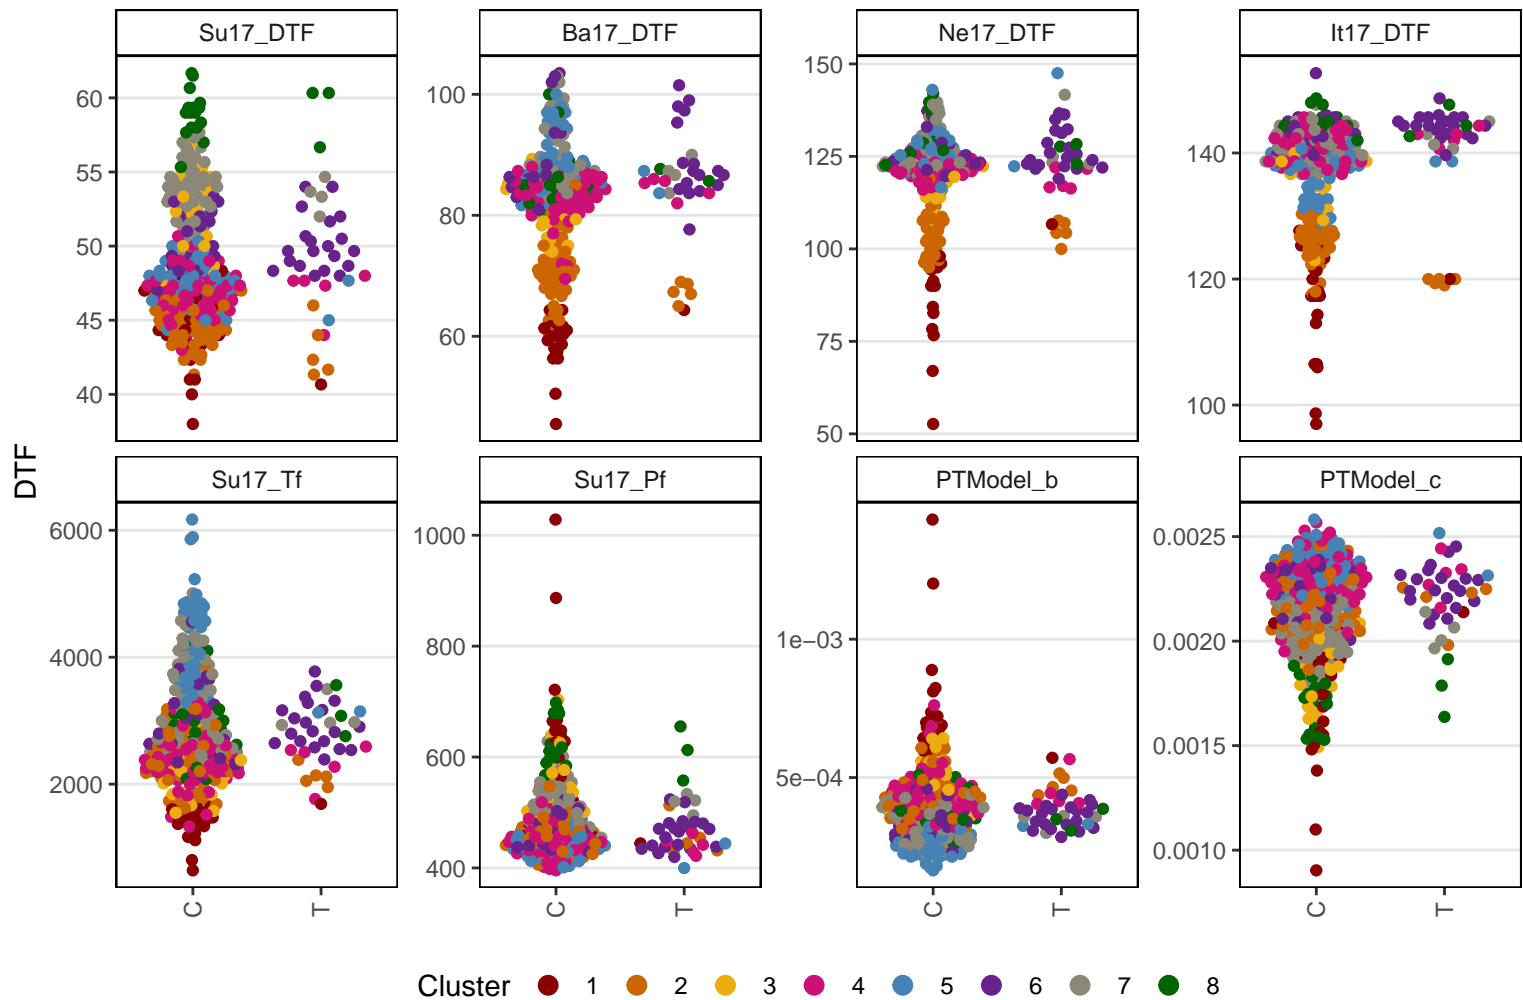 Su17_DTF
Ba17_DTF
Ne17_DTF
It17_DTF
60
55
50
45
40
100
80
60
150
125
100
75
50
140
120
100
DTF
Su17_Tf
Su17_Pf
PTModel_b
PTModel_c
6000
4000
2000
1000
800
600
400
1e−03
5e−04
0.0025
0.0020
0.0015
0.0010
C T C T C T C T
Cluster 1 2 3 4 5 6 7 8